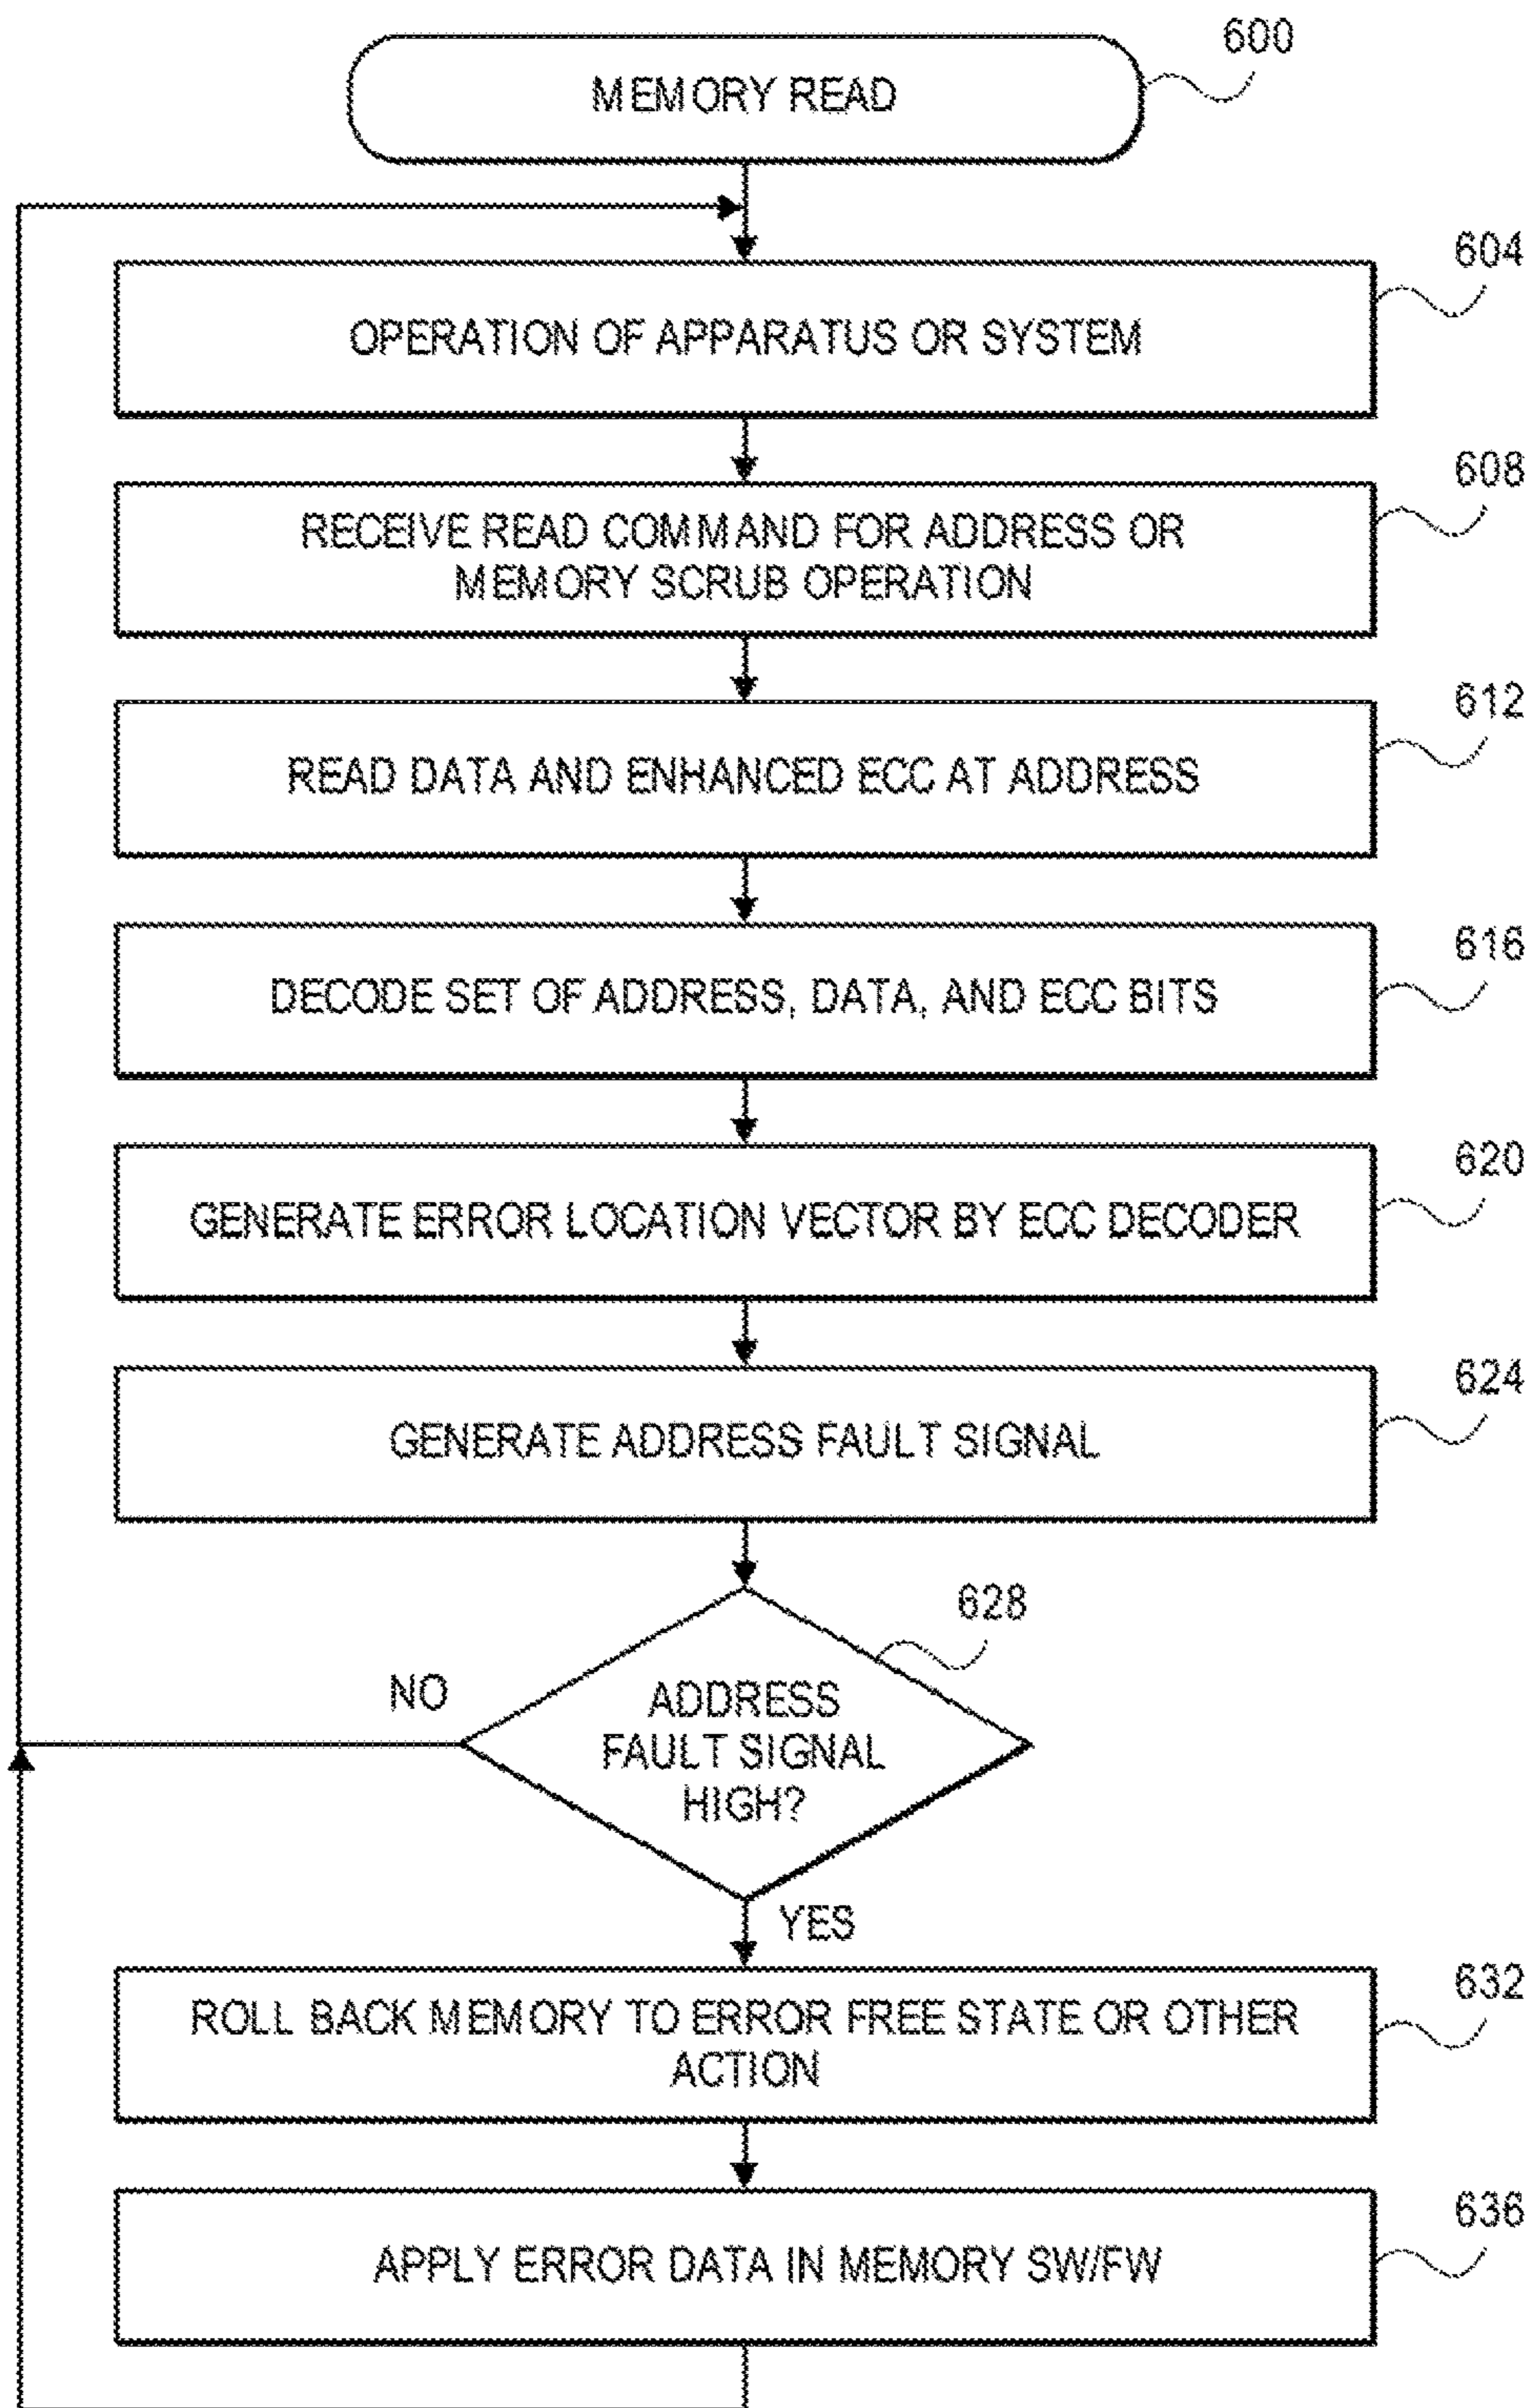 600
MEMORY READ
604
OPERATION OF APPARATUS OR SYSTEM
608
RECEIVE READ COMMAND FOR ADDRESS OR
MEMORY SCRUB OPERATION
612
READ DATA AND ENHANCED ECC AT ADDRESS
616
DECODE SET OF ADDRESS, DATA, AND ECC BITS
620
GENERATE ERROR LOCATION VECTOR BY ECC DECODER
624
GENERATE ADDRESS FAULT SIGNAL
628
NO
ADDRESS
FAULT SIGNAL
HIGH?
YES
632
ROLL BACK MEMORY TO ERROR FREE STATE OR OTHER
ACTION
636
APPLY ERROR DATA IN MEMORY SW/FW